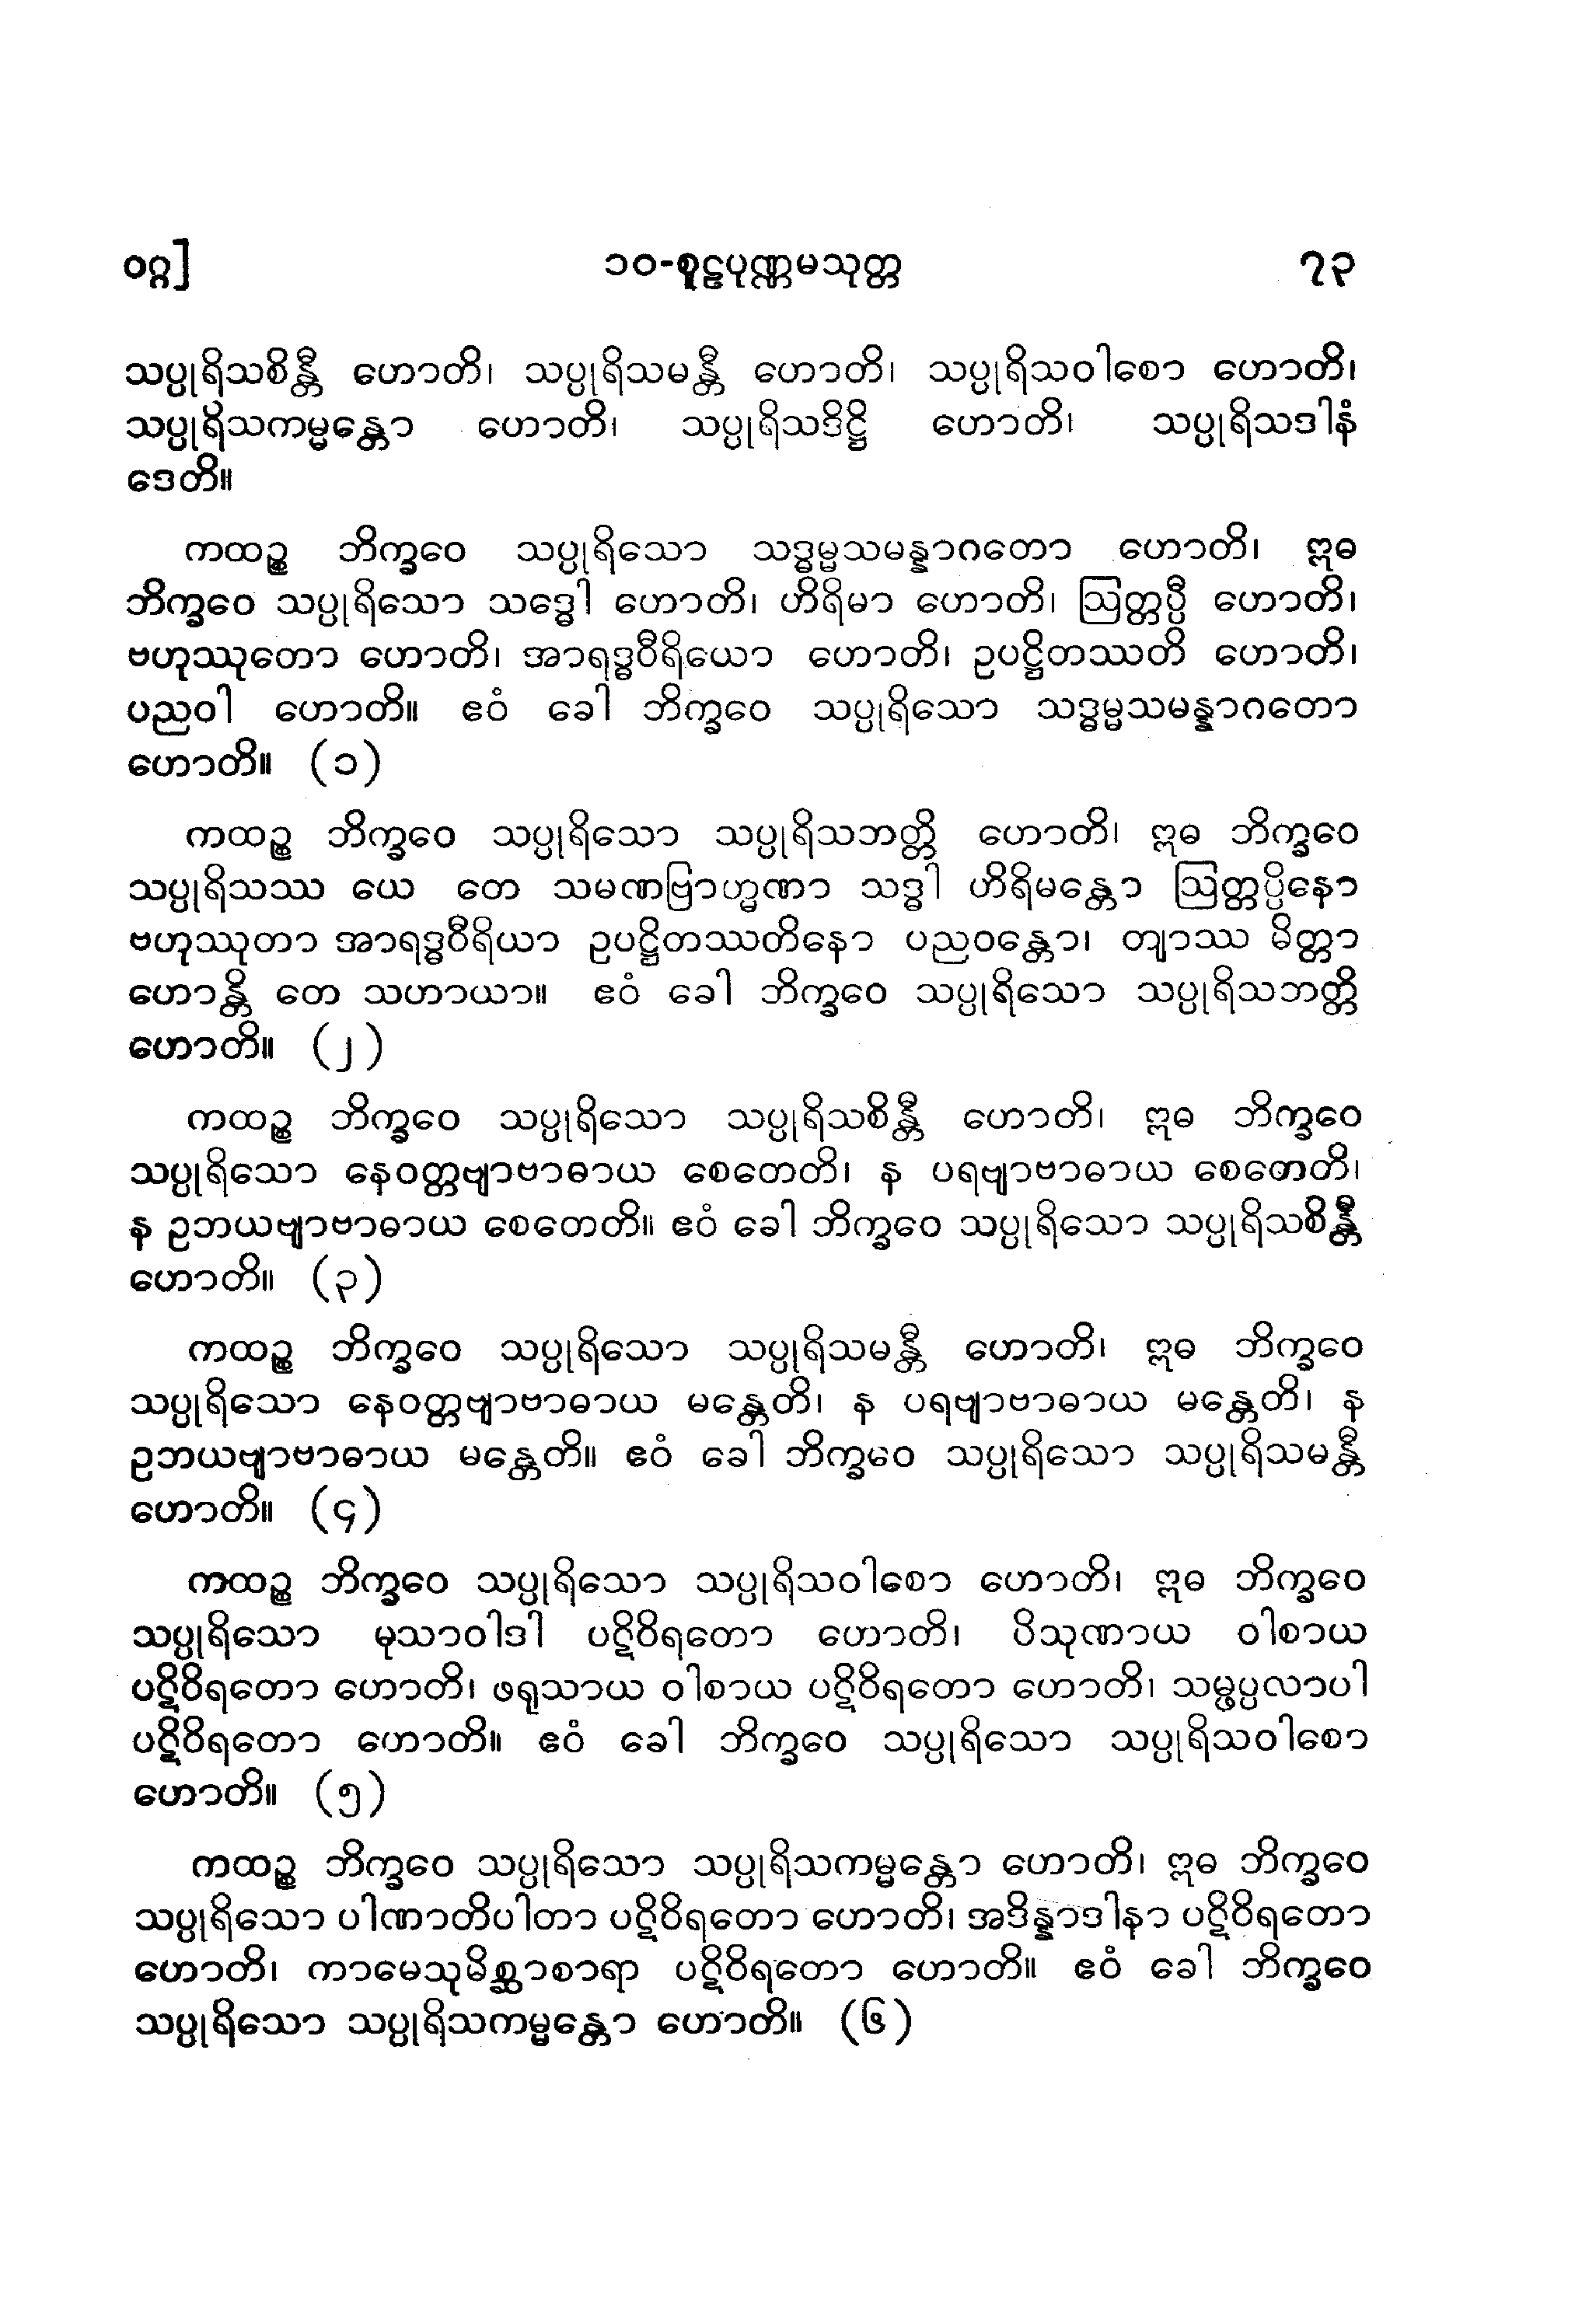 ဝဂ္ဂ] ၁၀-စူဠပုဏ္ဏမသုတ္တ ၇၃
သပ္ပုရိသစိန္တီ ဟောတိ၊ သပ္ပုရိသမန္တီ ဟောတိ၊ သပ္ပုရိသဝါစော ဟောတိ၊
သပ္ပုရိသကမ္မန္တော ဟောတိ၊ သပ္ပုရိသဒိဋ္ဌိ ဟောတိ၊ သပ္ပုရိသဒါနံ
ဒေတိ။
ကထဉ္စ ဘိက္ခဝေ သပ္ပုရိသော သဒ္ဓမ္မသမန္နာဂတော ဟောတိ၊ ဣဓ
ဘိက္ခဝေ သပ္ပုရိသော သဒ္ဓေါ ဟောတိ၊ ဟိရိမာ ဟောတိ၊ ဩတ္တပ္ပီ ဟောတိ၊
ဗဟုဿုတော ဟောတိ၊ အာရဒ္ဓဝီရိယော ဟောတိ၊ ဥပဋ္ဌိတဿတိ ဟောတိ၊
ပညဝါ ဟောတိ။ ဧဝံ ခေါ ဘိက္ခဝေ သပ္ပုရိသော သဒ္ဓမ္မသမန္နာဂတော
ဟောတိ။ (၁)
ကထဉ္စ ဘိက္ခဝေ သပ္ပုရိသော သပ္ပုရိသဘတ္တိ ဟောတိ၊ ဣဓ ဘိက္ခဝေ
သပ္ပုရိသဿ ယေ တေ သမဏဗြာဟ္မဏာ သဒ္ဓါ ဟိရိမန္တော ဩတ္တပ္ပိနော
ဗဟုဿုတာ အာရဒ္ဓဝီရိယာ ဥပဋ္ဌိတဿတိနော ပညဝန္တော၊ တျာဿ မိတ္တာ
ဟောန္တိ တေ သဟာယာ။ ဧဝံ ခေါ ဘိက္ခဝေ သပ္ပုရိသော သပ္ပုရိသဘတ္တိ
ဟောတိ။ (၂)
ကထဉ္စ ဘိက္ခဝေ သပ္ပုရိသော သပ္ပုရိသစိန္တီ ဟောတိ၊ ဣဓ ဘိက္ခဝေ
သပ္ပုရိသော နေဝတ္တဗျာဗာဓာယ စေတေတိ၊ န ပရဗျာဗာဓာယ စေတေတိ၊
န ဥဘယဗျာဗာဓာယ စေတေတိ။ ဧဝံ ခေါ ဘိက္ခဝေ သပ္ပုရိသော သပ္ပုရိသစိန္တီ
ဟောတိ။ (၃)
ကထဉ္စ ဘိက္ခဝေ သပ္ပုရိသော သပ္ပုရိသမန္တီ ဟောတိ၊ ဣဓ ဘိက္ခဝေ
သပ္ပုရိသော နေဝတ္တဗျာဗာဓာယ မန္တေတိ၊ န ပရဗျာဗာဓာယ မန္တေတိ၊ န
ဥဘယဗျာဗာဓာယ မန္တေတိ။ ဧဝံ ခေါ ဘိက္ခဝေ သပ္ပုရိသော သပ္ပုရိသမန္တီ
ဟောတိ။ (၄)
ကထဉ္စ ဘိက္ခဝေ သပ္ပုရိသော သပ္ပုရိသဝါစော ဟောတိ၊ ဣဓ ဘိက္ခဝေ
သပ္ပုရိသော မုသာဝါဒါ ပဋိဝိရတော ဟောတိ၊ ပိသုဏာယ ဝါစာယ
ပဋိဝိရတော ဟောတိ၊ ဖရုသာယ ဝါစာယ ပဋိဝိရတော ဟောတိ၊ သမ္ဖပ္ပလာပါ
ပဋိဝိရတော ဟောတိ။ ဧဝံ ခေါ ဘိက္ခဝေ သပ္ပုရိသော သပ္ပုရိသဝါစော
ဟောတိ။ (၅)
ကထဉ္စ ဘိက္ခဝေ သပ္ပုရိသော သပ္ပုရိသကမ္မန္တော ဟောတိ၊ ဣဓ ဘိက္ခဝေ
သပ္ပုရိသော ပါဏာတိပါတာ ပဋိဝိရတော ဟောတိ၊ အဒိန္နာဒါနာ ပဋိဝိရတော
ဟောတိ၊ ကာမေသုမိစ္ဆာစာရာ ပဋိဝိရတော ဟောတိ။ ဧဝံ ခေါ ဘိက္ခဝေ
သပ္ပုရိသော သပ္ပုရိသကမ္မန္တော ဟောတိ။ (၆)